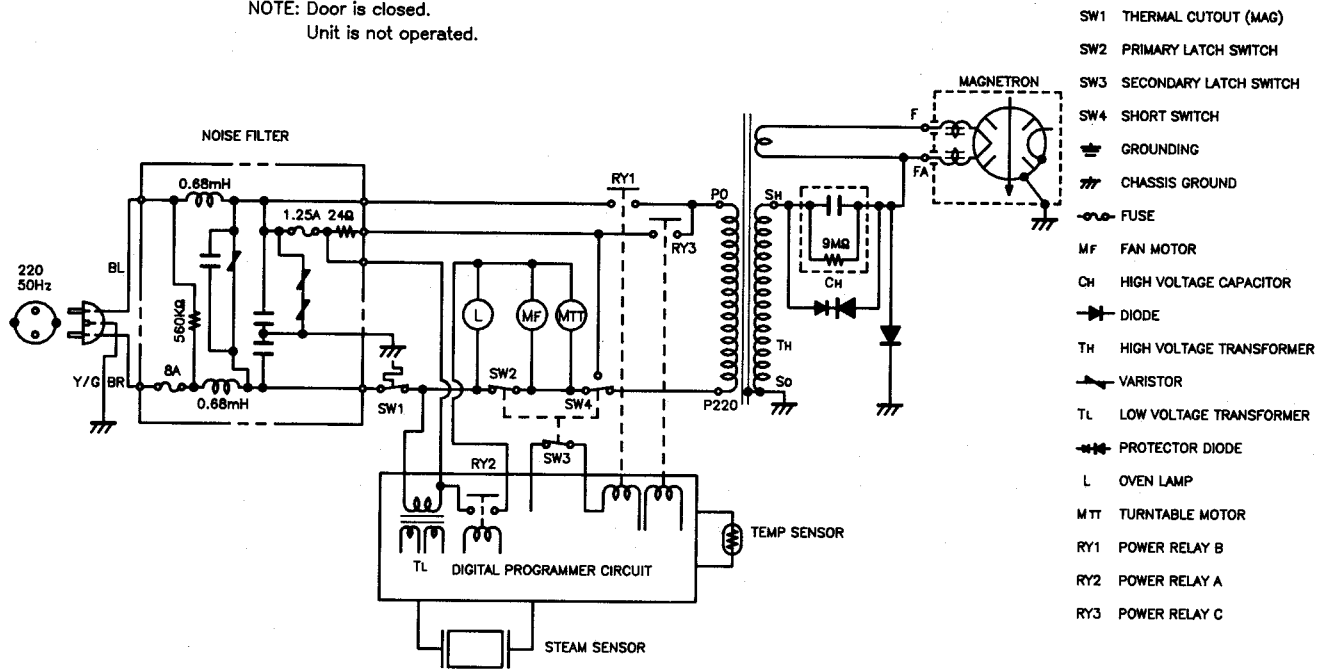 NOTE: Door is closed.
Unit is not operated.
NOISE FILTER
0.68mH
1.25A 24Ω
RY1
RY3
PO
SH
F
FA
MAGNETRON
9MΩ
CH
220
50Hz
BL
560KΩ
Y/G
BR
8A
0.68mH
L
MF
MTT
SW1
SW2
SW4
P220
TH
SO
SW3
RY2
TL
DIGITAL PROGRAMMER CIRCUIT
TEMP SENSOR
STEAM SENSOR
SW1 THERMAL CUTOUT (MAG)
SW2 PRIMARY LATCH SWITCH
SW3 SECONDARY LATCH SWITCH
SW4 SHORT SWITCH
GROUNDING
CHASSIS GROUND
FUSE
MF FAN MOTOR
CH HIGH VOLTAGE CAPACITOR
DIODE
TH HIGH VOLTAGE TRANSFORMER
VARISTOR
TL LOW VOLTAGE TRANSFORMER
PROTECTOR DIODE
L OVEN LAMP
MTT TURNTABLE MOTOR
RY1 POWER RELAY B
RY2 POWER RELAY A
RY3 POWER RELAY C